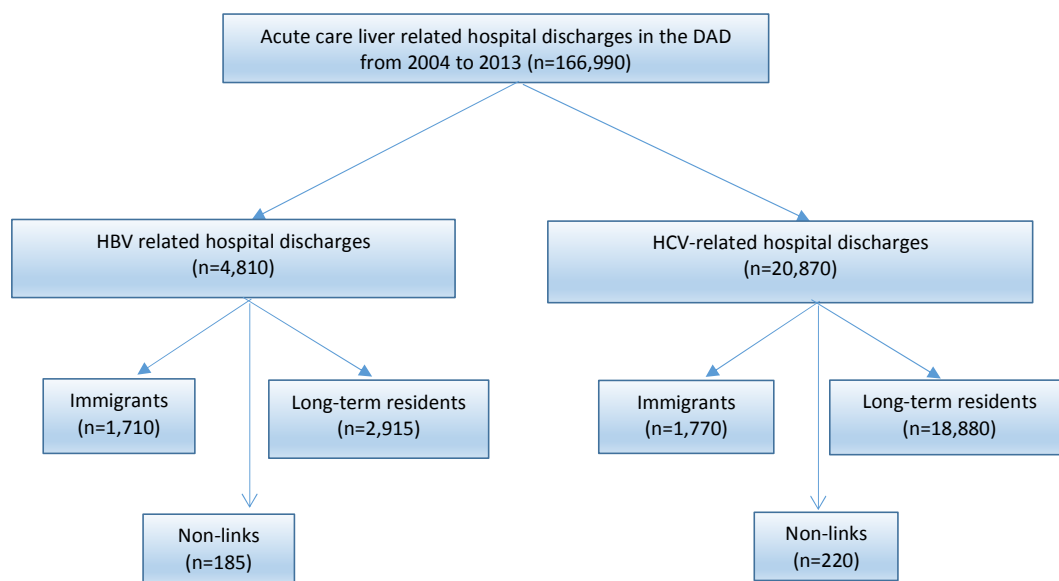 Acute care liver related hospital discharges in the DAD
from 2004 to 2013 (n=166,990)
HBV related hospital discharges
(n=4,810)
HCV-related hospital discharges
(n=20,870)
Immigrants
(n=1,710)
Long-term residents
(n=2,915)
Immigrants
(n=1,770)
Long-term residents
(n=18,880)
Non-links
(n=185)
Non-links
(n=220)